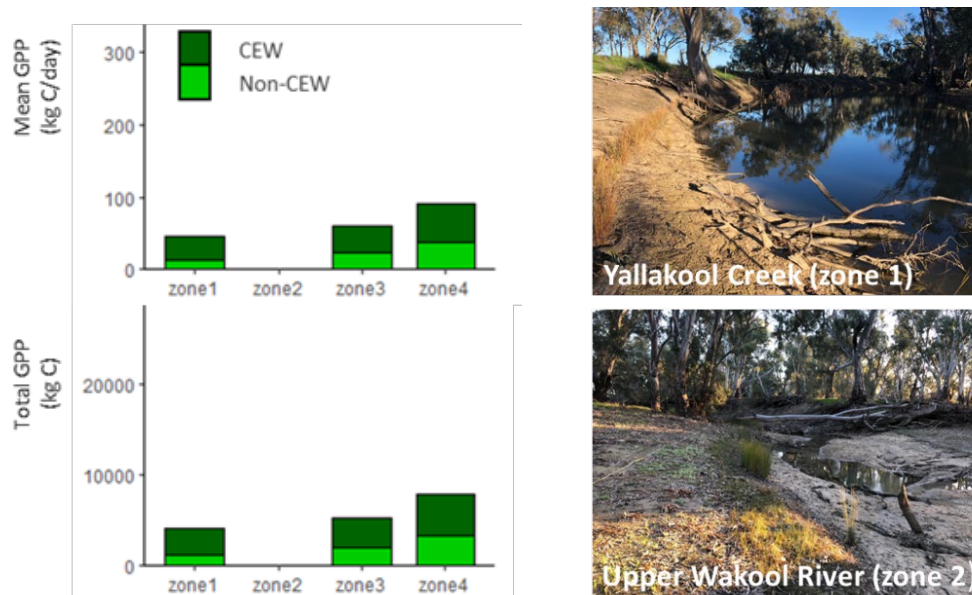 Mean GPP
(kg C/day)
300
200
100
0
CEW
Non-CEW
zone1 zone2 zone3 zone4
Total GPP
(kg C)
20000
10000
0
zone1 zone2 zone3 zone4
Yallakool Creek (zone 1)
Upper Wakool River (zone 2)